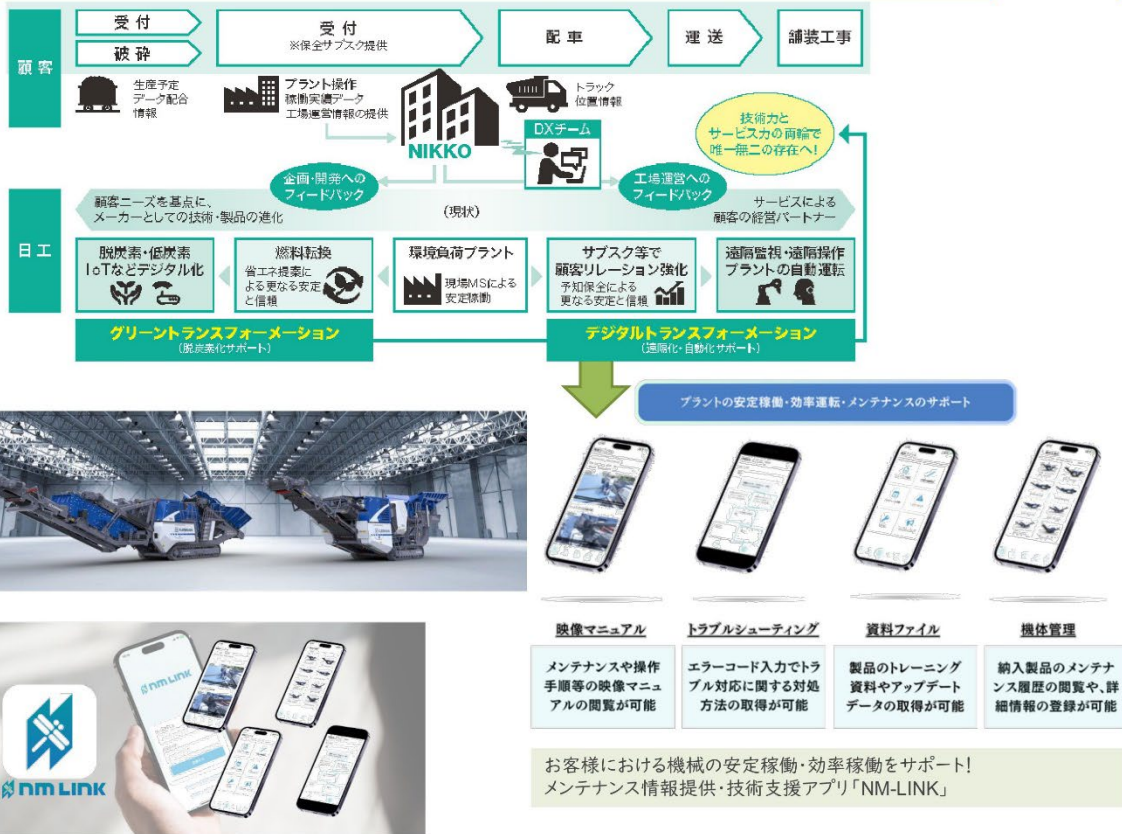 顧客
受付
破砕
受付
※保全サブスク提供
配車
運送
舗装工事
生産予定
データ配合
情報
プラント操作
稼働実績データ
工場運営情報の提供
NIKKO
DXチーム
トラック
位置情報
技術力と
サービス力の両輪で
唯一無二の存在へ!
企画・開発への
フィードバック
工場運営への
フィードバック
日工
顧客ニーズを基点に、
メーカーとしての技術・製品の進化
(現状)
サービスによる
顧客の経営パートナー
脱炭素・低炭素
IoTなどデジタル化
燃料転換
省エネ提案に
よる更なる安定
と信頼
環境負荷プラント
現場MSによる
安定稼働
サブスク等で
顧客リレーション強化
予知保全による
更なる安定と信頼
遠隔監視・遠隔操作
プラントの自動運転
グリーントランスフォーメーション
(脱炭素化サポート)
デジタルトランスフォーメーション
(遠隔化・自動化サポート)
プラントの安定稼働・効率運転・メンテナンスのサポート
映像マニュアル
メンテナンスや操作
手順等の映像マニュ
アルの閲覧が可能
トラブルシューティング
エラーコード入力でトラ
ブル対応に関する対処
方法の取得が可能
資料ファイル
製品のトレーニング
資料やアップデート
データの取得が可能
機体管理
納入製品のメンテナ
ンス履歴の閲覧や、詳
細情報の登録が可能
nm LINK
nm LINK
お客様における機械の安定稼働・効率稼働をサポート!
メンテナンス情報提供・技術支援アプリ「NM-LINK」